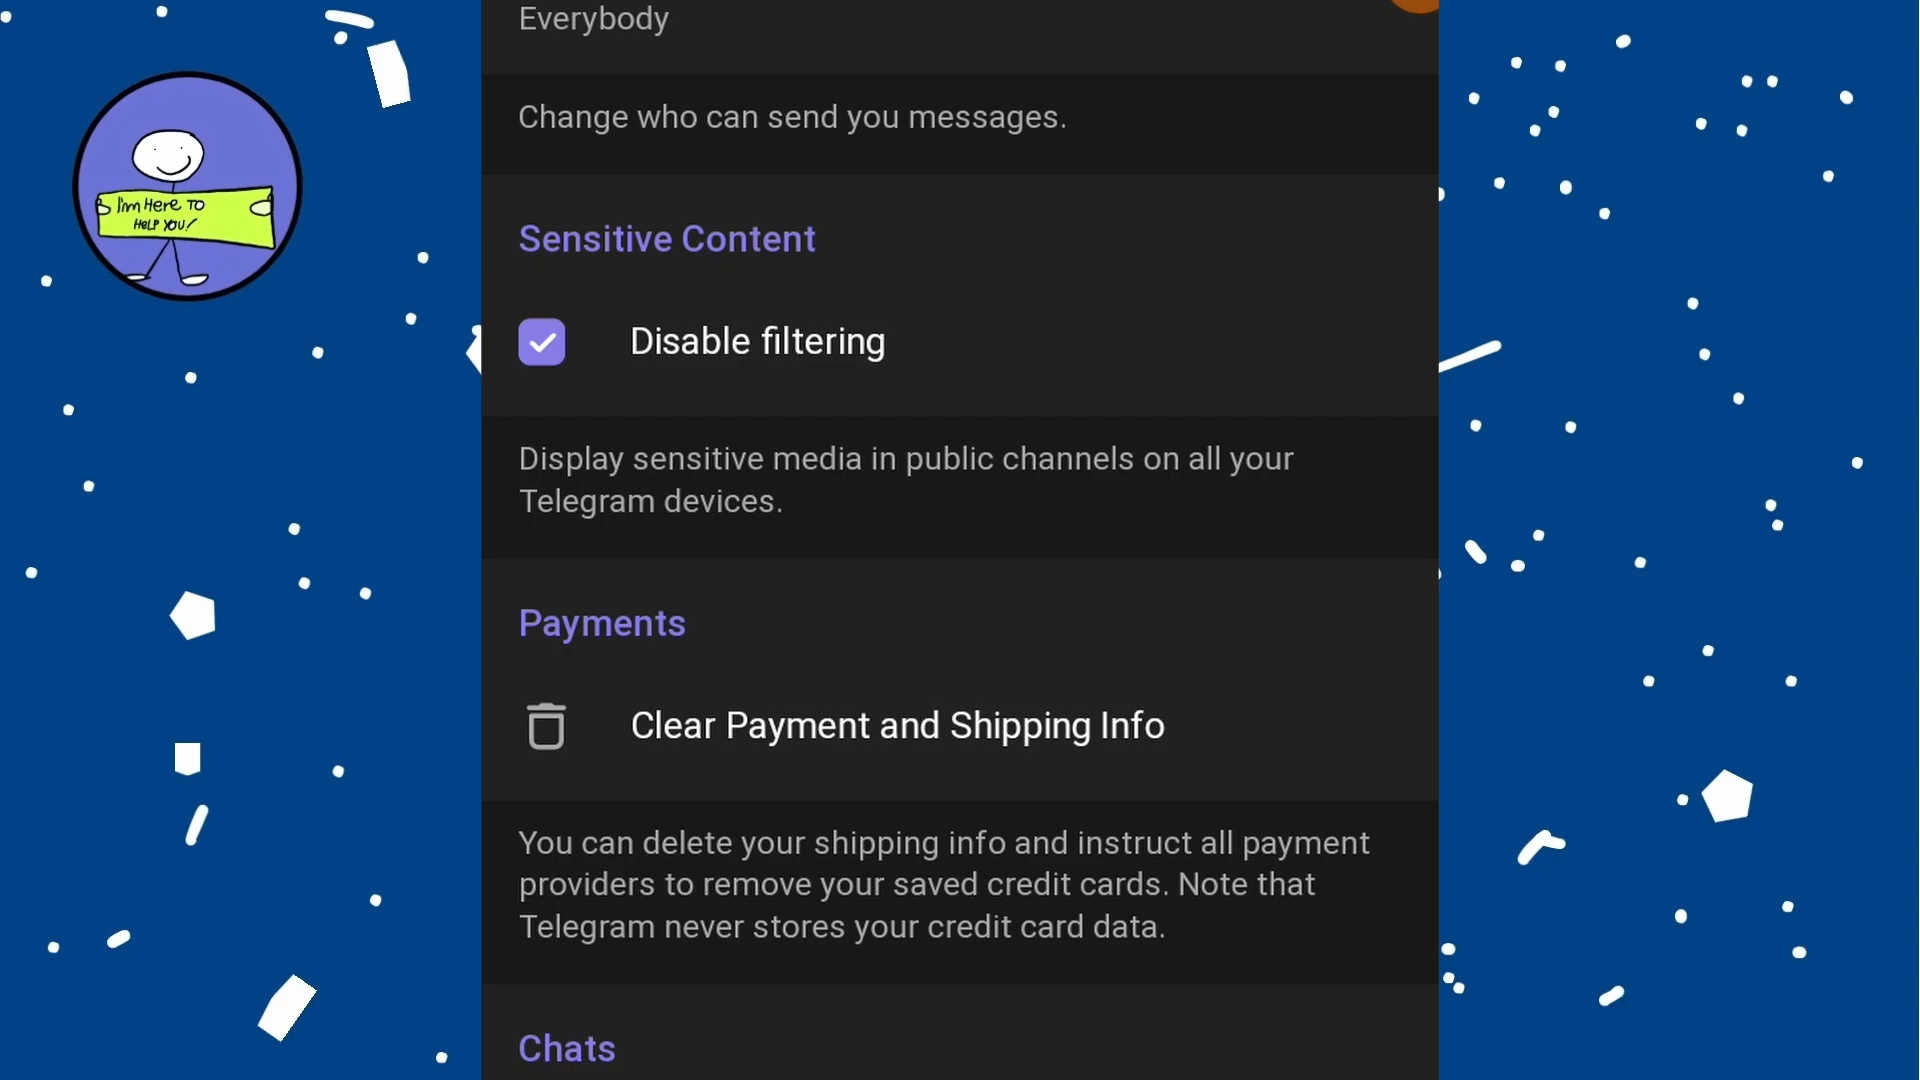 I'm Here To
Help You!
Everybody
Change who can send you messages.
Sensitive Content
Disable filtering
Display sensitive media in public channels on all your
Telegram devices.
Payments
Clear Payment and Shipping Info
You can delete your shipping info and instruct all payment
providers to remove your saved credit cards. Note that
Telegram never stores your credit card data.
Chats